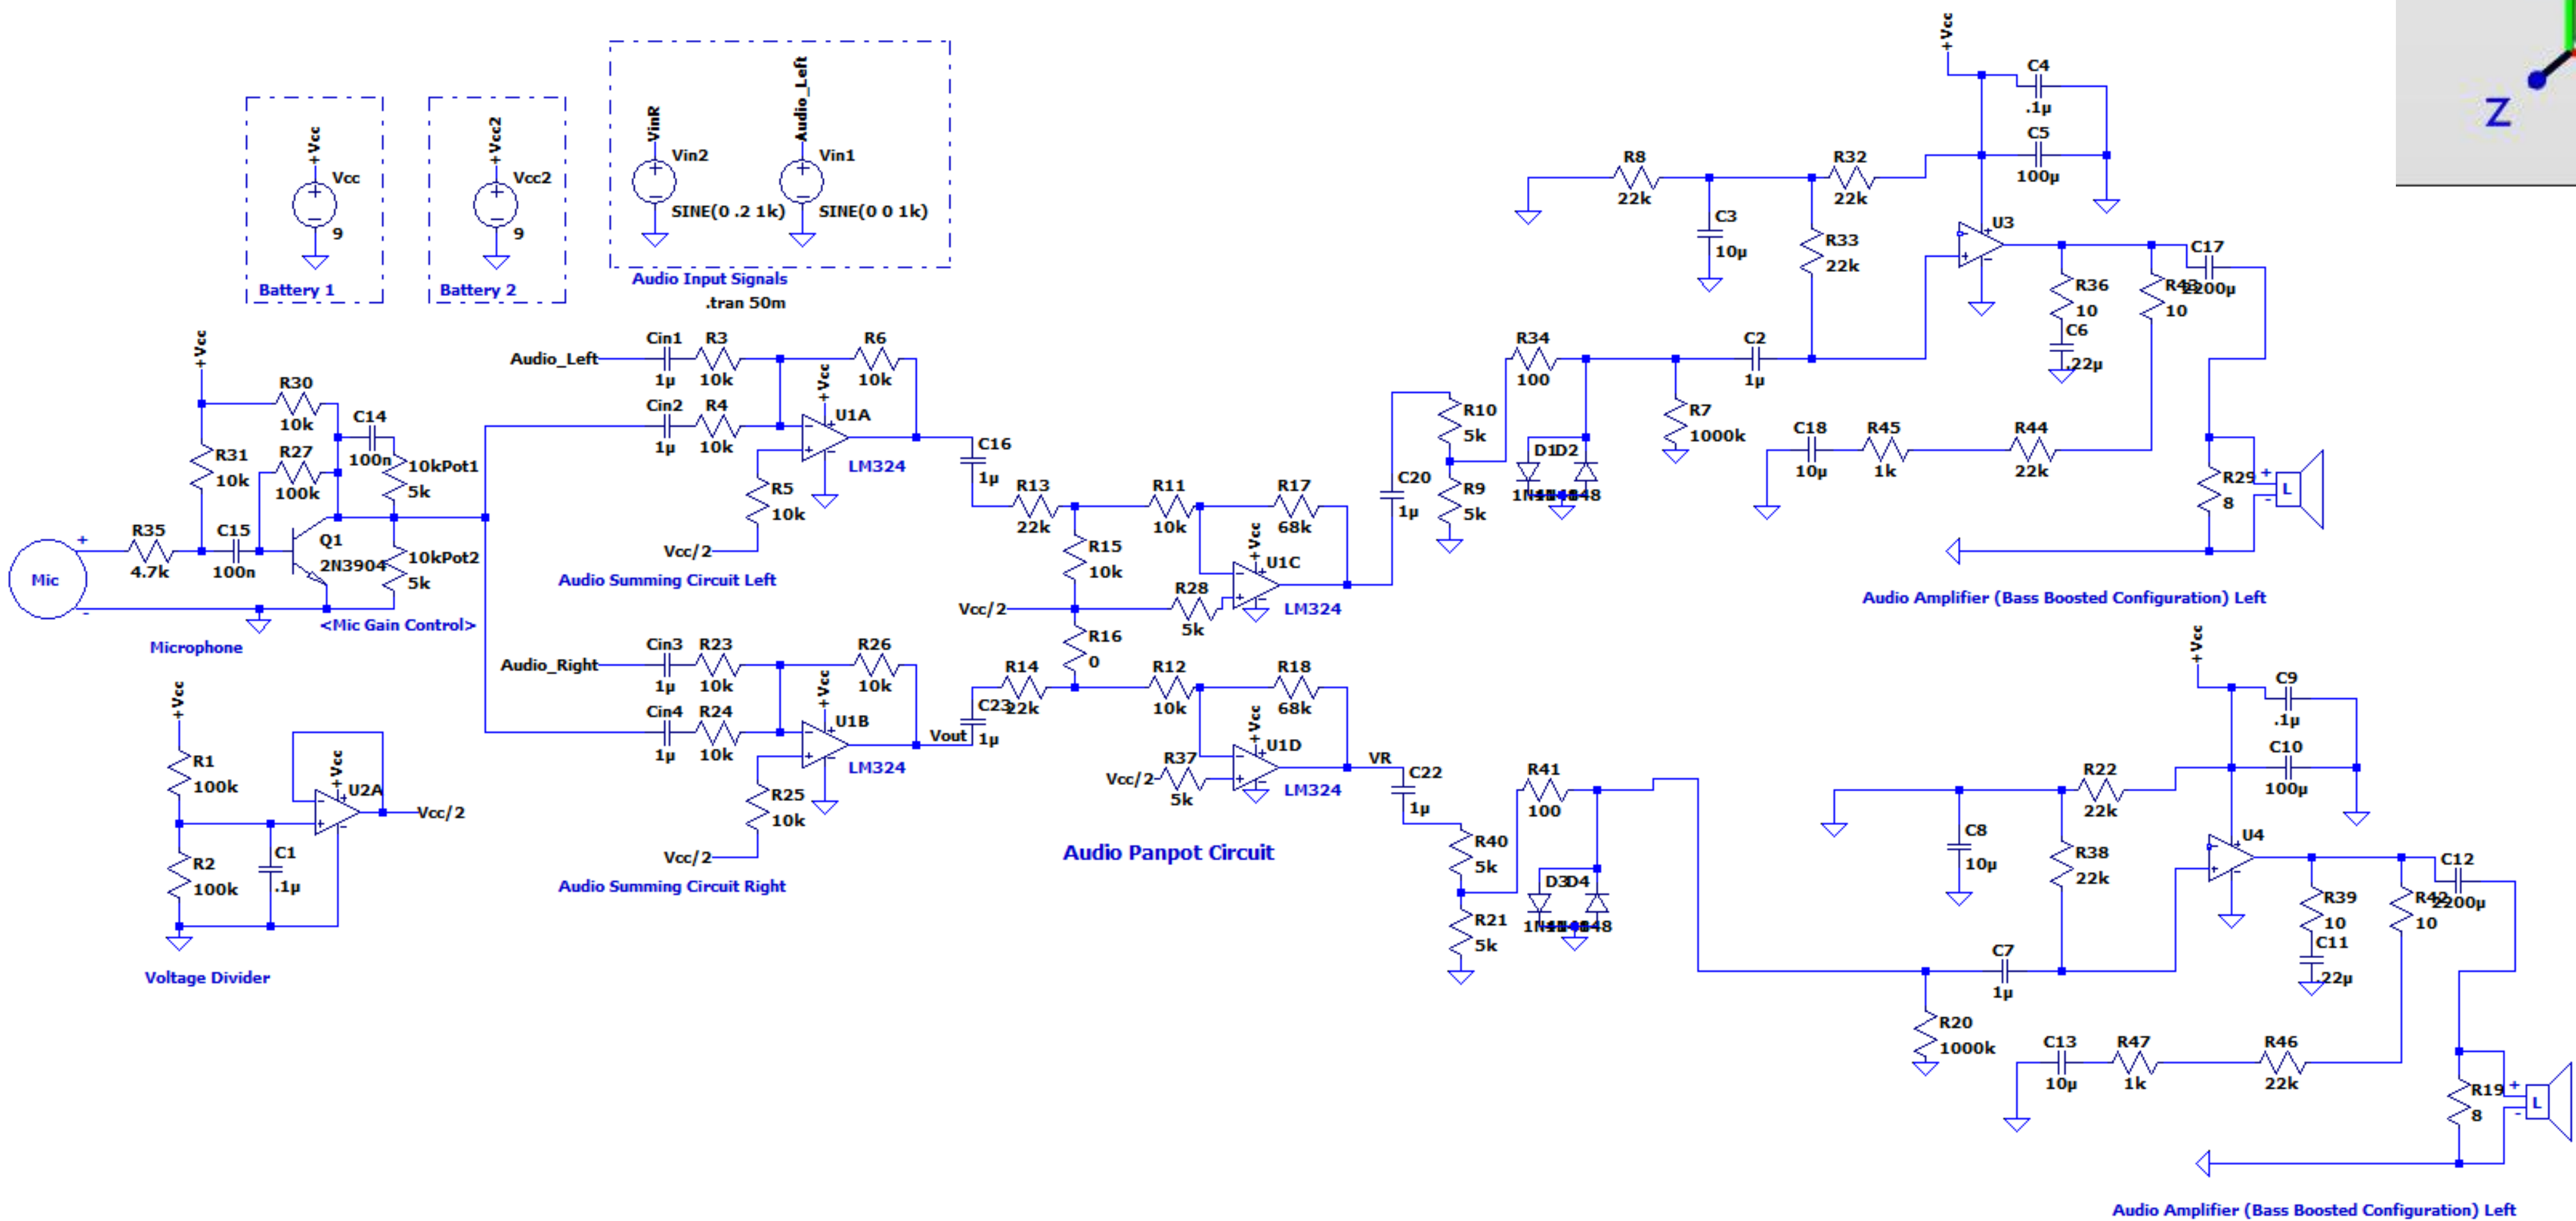 +Vcc
Vcc
9
Battery 1
+Vcc2
Vcc2
9
Battery 2
VinR
Vin2
SINE(0 .2 1k)
Audio_Left
Vin1
SINE(0 0 1k)
Audio Input Signals
.tran 50m
Z
+Vcc
R30
10k
R31
10k
R27
100k
C14
100n
10kPot1
5k
R35
4.7k
C15
100n
Q1
2N3904
10kPot2
5k
Mic
+
-
<Mic Gain Control>
Microphone
+Vcc
R1
100k
R2
100k
C1
.1µ
+Vcc
U2A
Vcc/2
Voltage Divider
Audio_Left
Cin1
1µ
R3
10k
R6
10k
Cin2
1µ
R4
10k
+Vcc
U1A
LM324
R5
10k
Vcc/2
Audio Summing Circuit Left
Audio_Right
Cin3
1µ
R23
10k
R26
10k
Cin4
1µ
R24
10k
+Vcc
U1B
LM324
R25
10k
Vcc/2
Audio Summing Circuit Right
C16
1µ
R13
22k
R11
10k
R17
68k
R15
10k
+Vcc
U1C
LM324
Vcc/2
R28
5k
R16
0
Vout
C23
1µ
R14
22k
R12
10k
R18
68k
+Vcc
U1D
LM324
Vcc/2
R37
5k
VR
Audio Panpot Circuit
C20
1µ
R10
5k
R9
5k
R34
100
D1
D2
R7
1000k
C2
1µ
R8
22k
C3
10µ
R32
22k
R33
22k
+Vcc
C4
.1µ
C5
100µ
U3
R36
10
C6
.22µ
R43
10
C17
2200µ
C18
10µ
R45
1k
R44
22k
R29
8
+
L
-
Audio Amplifier (Bass Boosted Configuration) Left
C22
1µ
R40
5k
R21
5k
R41
100
D3
D4
R20
1000k
C7
1µ
C8
10µ
R22
22k
R38
22k
+Vcc
C9
.1µ
C10
100µ
U4
R39
10
C11
.22µ
R42
10
C12
2200µ
C13
10µ
R47
1k
R46
22k
R19
8
+
L
-
Audio Amplifier (Bass Boosted Configuration) Left